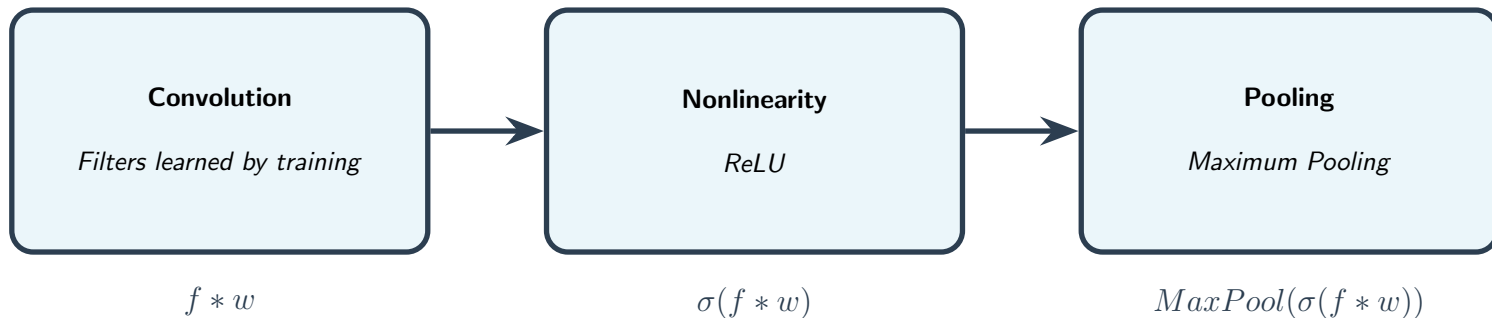 Convolution
Filters learned by training
Nonlinearity
ReLU
Pooling
Maximum Pooling
f ∗ w
σ(f ∗ w)
MaxPool(σ(f ∗ w))